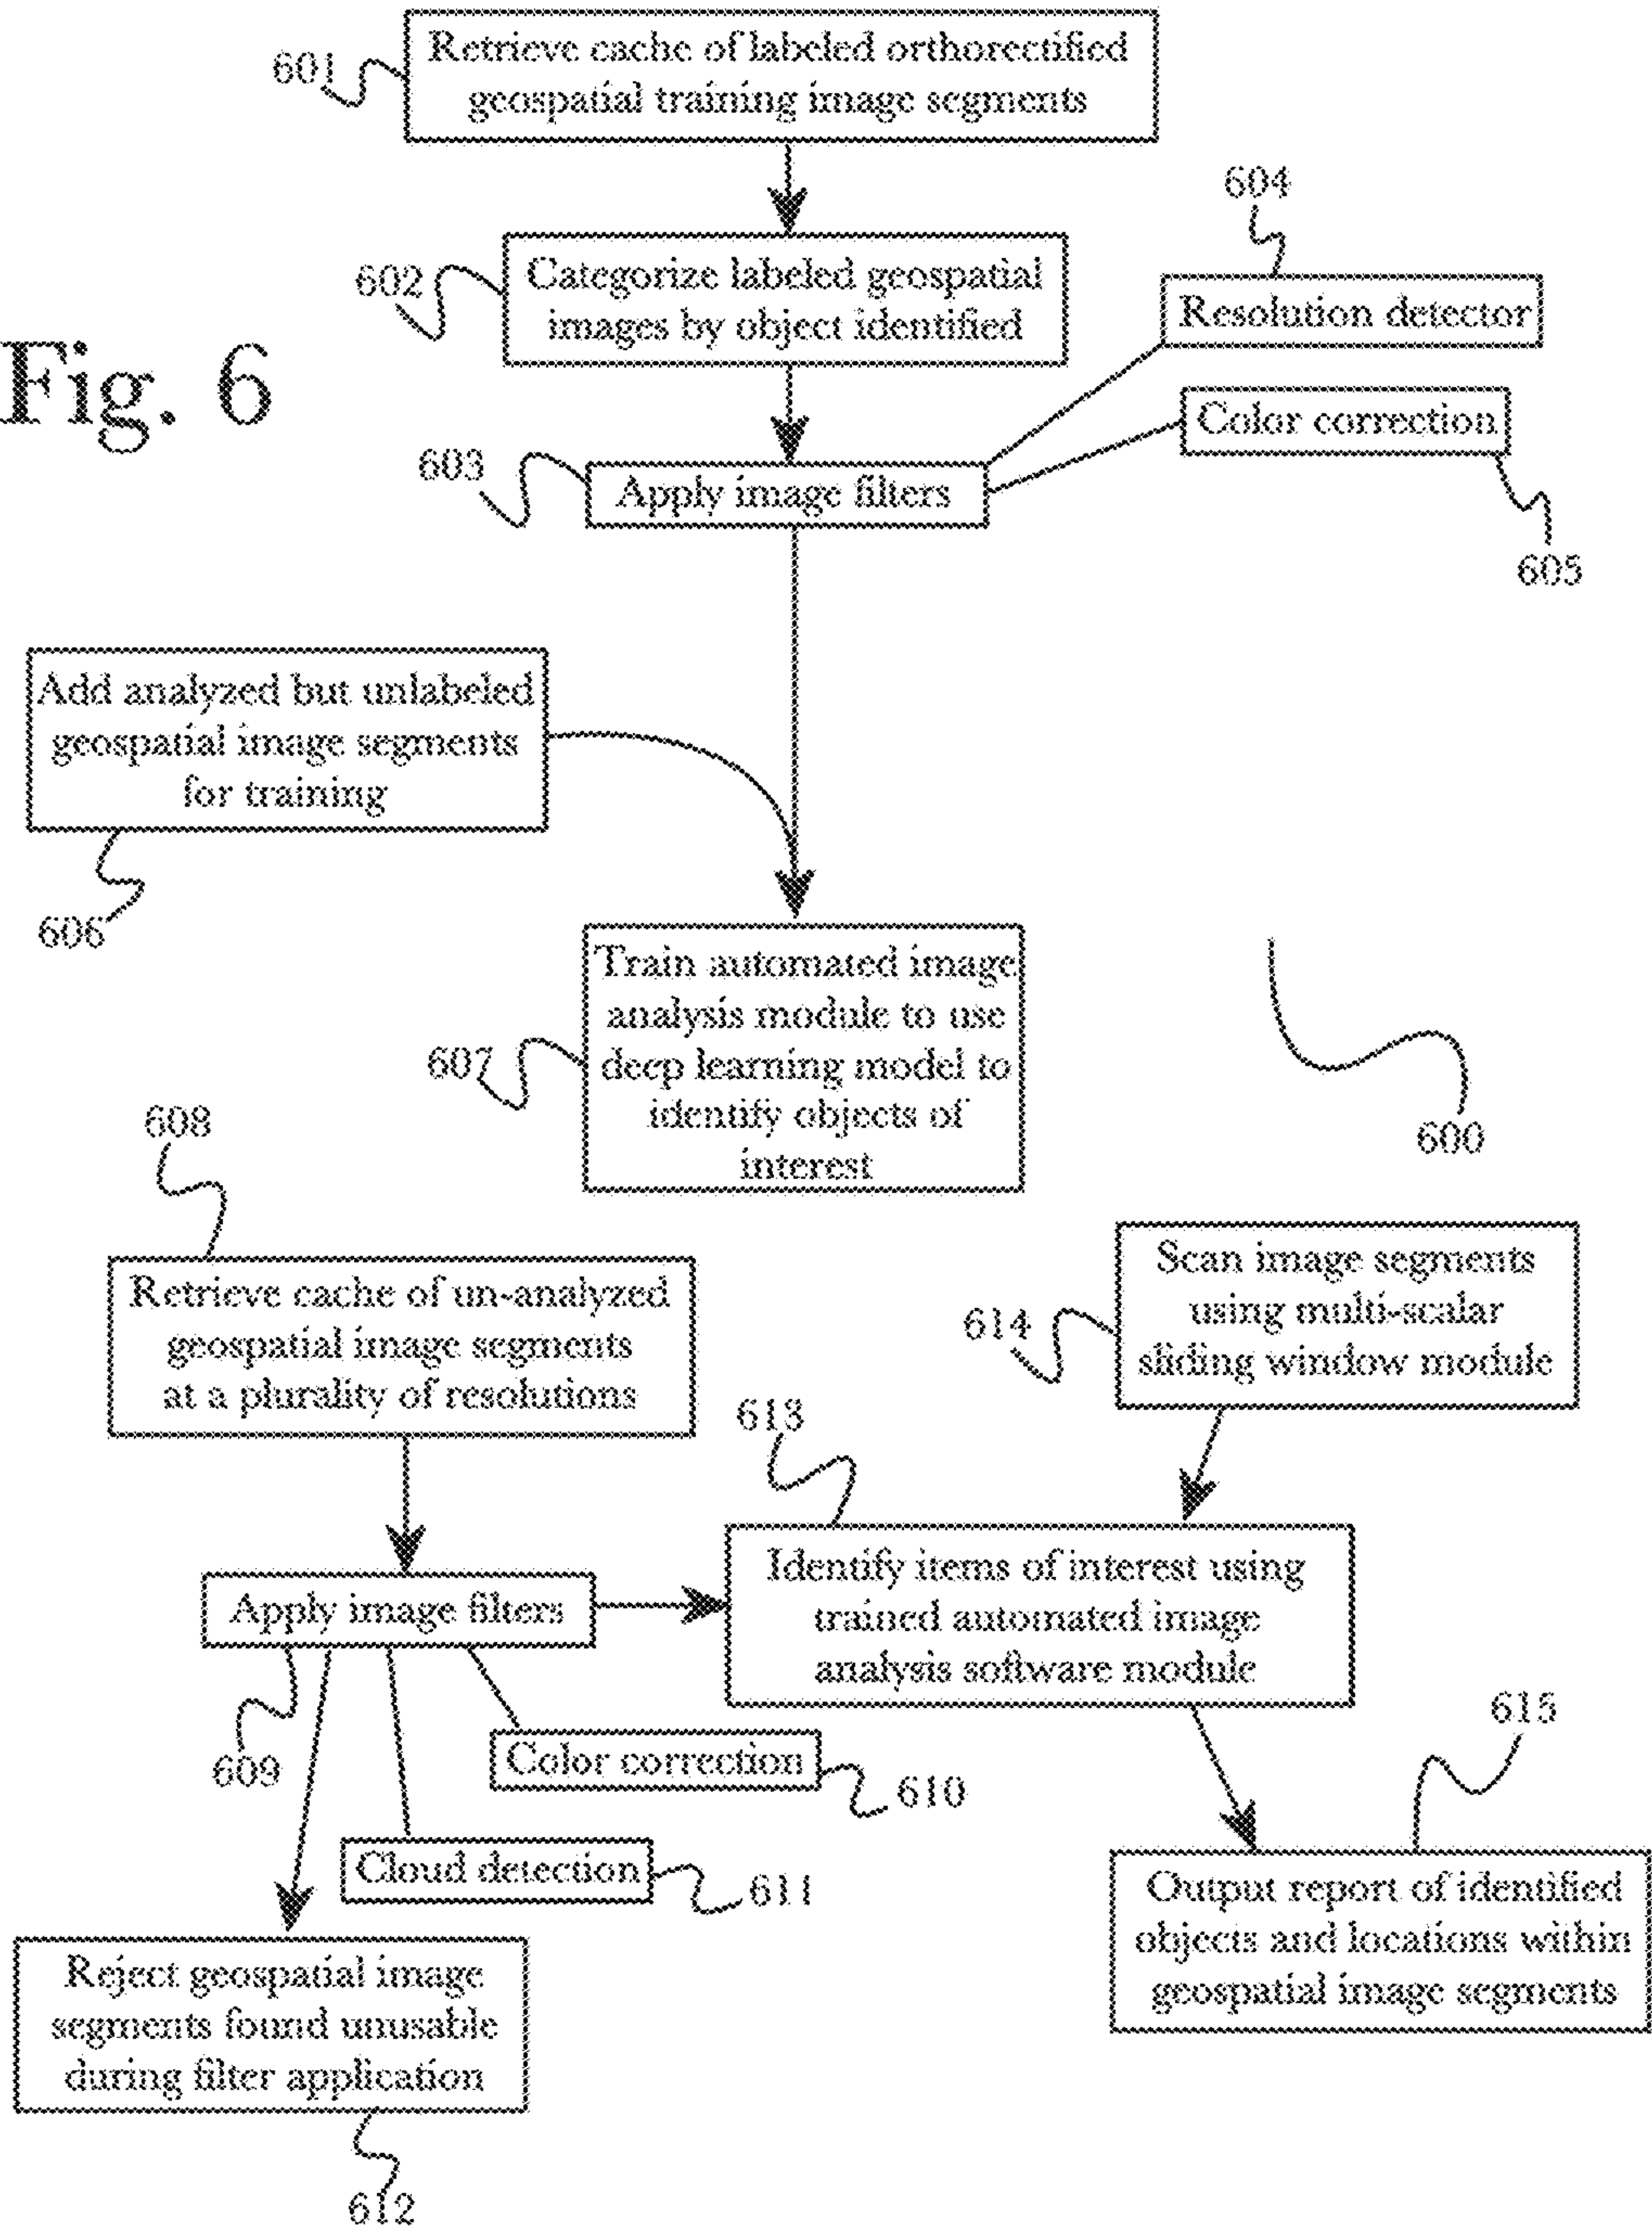 601
Retrieve cache of labeled orthorectified
geospatial training image segments
604
602
Categorize labeled geospatial
images by object identified
Resolution detector
Fig. 6
Color correction
603
Apply image filters
605
Add analyzed but unlabeled
geospatial image segments
for training
606
Train automated image
analysis module to use
deep learning model to
identify objects of
interest
607
600
608
Retrieve cache of un-analyzed
geospatial image segments
at a plurality of resolutions
Scan image segments
using multi-scalar
sliding window module
614
613
Apply image filters
Identify items of interest using
trained automated image
analysis software module
609
Color correction
610
615
Cloud detection
611
Output report of identified
objects and locations within
geospatial image segments
Reject geospatial image
segments found unusable
during filter application
612